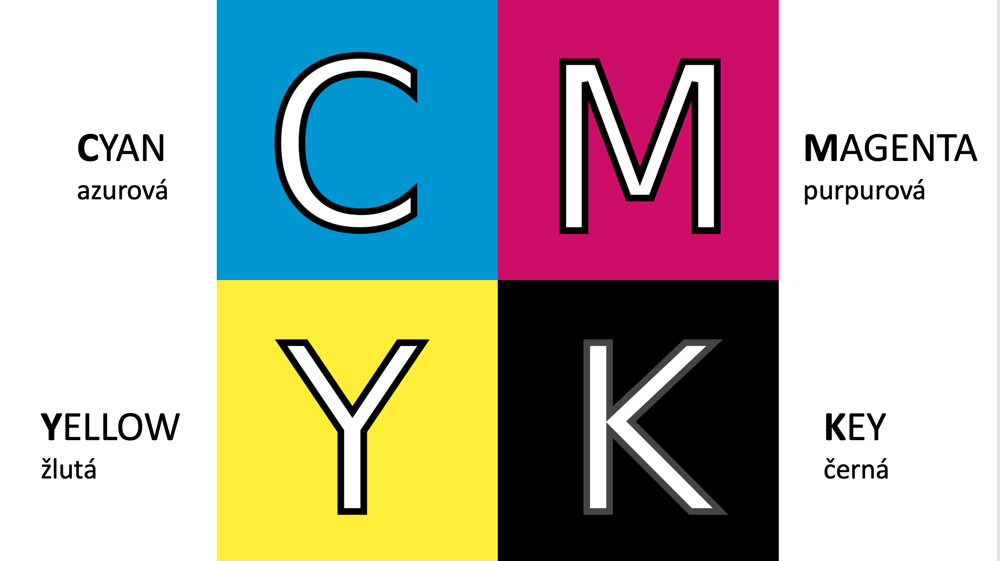 C
M
CYAN
azurová
MAGENTA
purpurová
Y
K
YELLOW
žlutá
KEY
černá